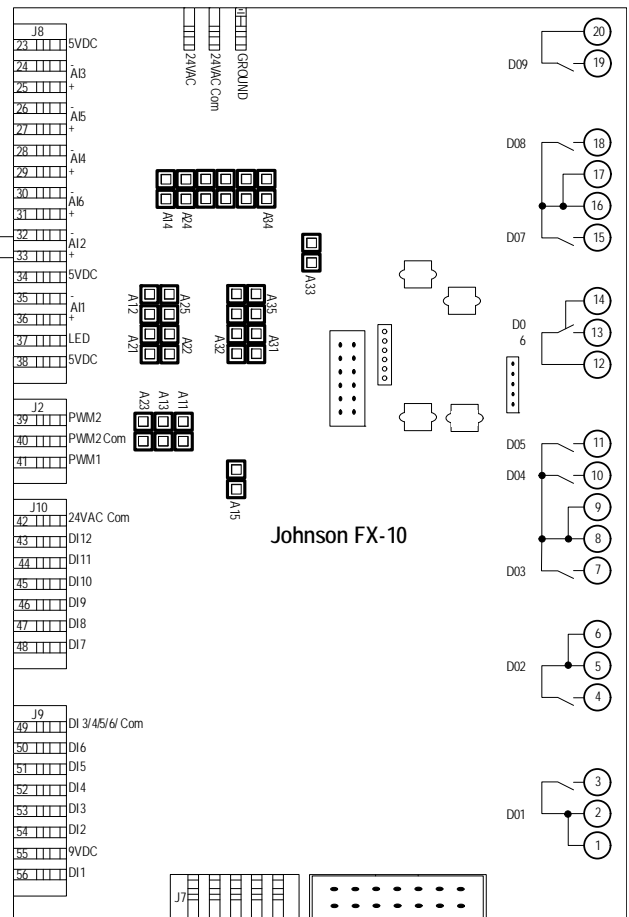 J8
23 5VDC
24 -
AI3
25 +
26 -
AI5
27 +
28 -
AI4
29 +
30 -
AI6
31 +
32 -
AI2
33 +
34 5VDC
35 -
AI1
36 +
37 LED
38 5VDC
J2
39 PWM2
40 PWM2 Com
41 PWM1
J10
42 24VAC Com
43 DI12
44 DI11
45 DI10
46 DI9
47 DI8
48 DI7
J9
49 DI 3/4/5/6/ Com
50 DI6
51 DI5
52 DI4
53 DI3
54 DI2
55 9VDC
56 DI1
24VAC
24VAC Com
GROUND
A14
A24
A34
A33
A12
A25
A35
A21
A22
A32
A31
A23
A13
A11
A15
Johnson FX-10
J7
20
D09
19
D08
18
17
16
D07
15
14
D0
6
13
12
D05
11
D04
10
9
8
D03
7
6
D02
5
4
3
D01
2
1